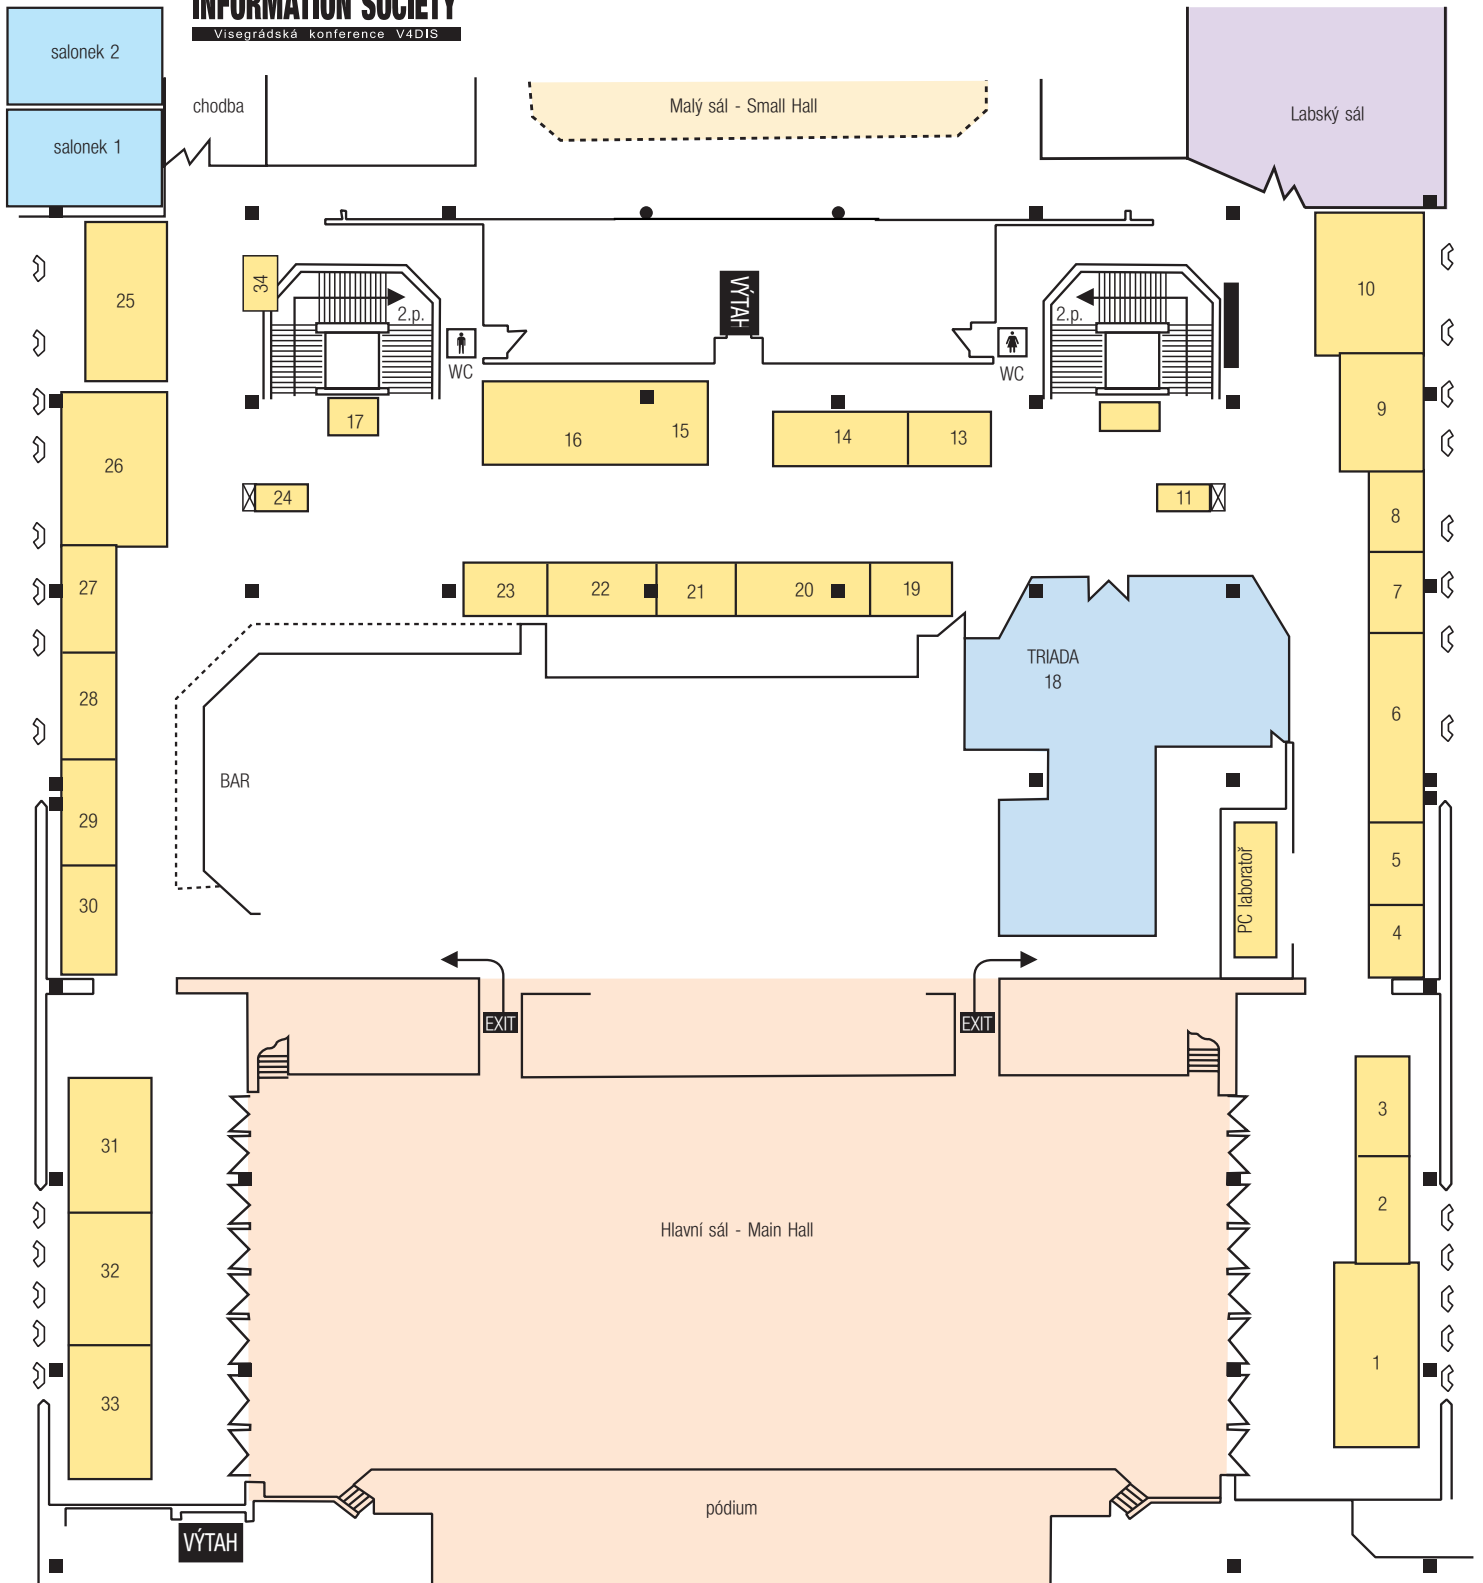 INFORMATION SOCIETY
Visegrádská konference V4DIS
salonek 2
chodba
Malý sál - Small Hall
Labský sál
salonek 1
25
34
2.p.
VÝTAH
2.p.
10
WC
WC
17
16
15
14
13
9
26
24
11
8
27
23
22
21
20
19
7
TRIADA
18
28
6
BAR
29
PC laboratoř
5
30
4
EXIT
EXIT
3
31
2
Hlavní sál - Main Hall
32
1
33
pódium
VÝTAH